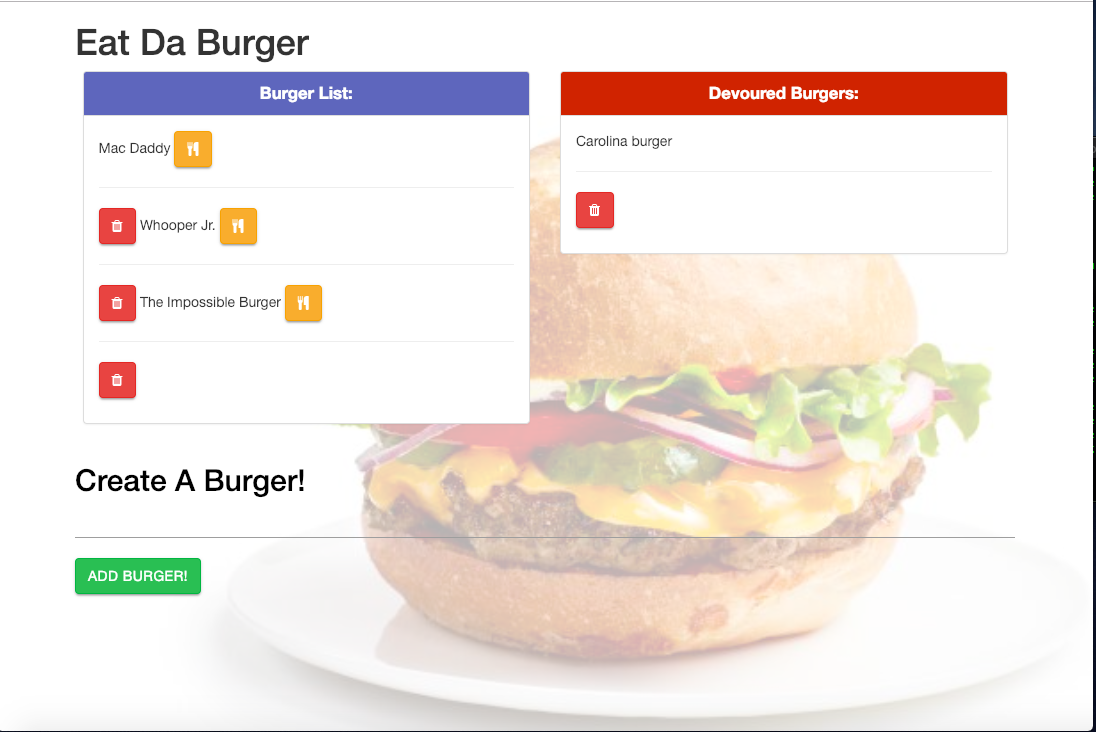 Eat Da Burger
Burger List:
Mac Daddy
Whooper Jr.
The Impossible Burger
Devoured Burgers:
Carolina burger
Create A Burger!
ADD BURGER!